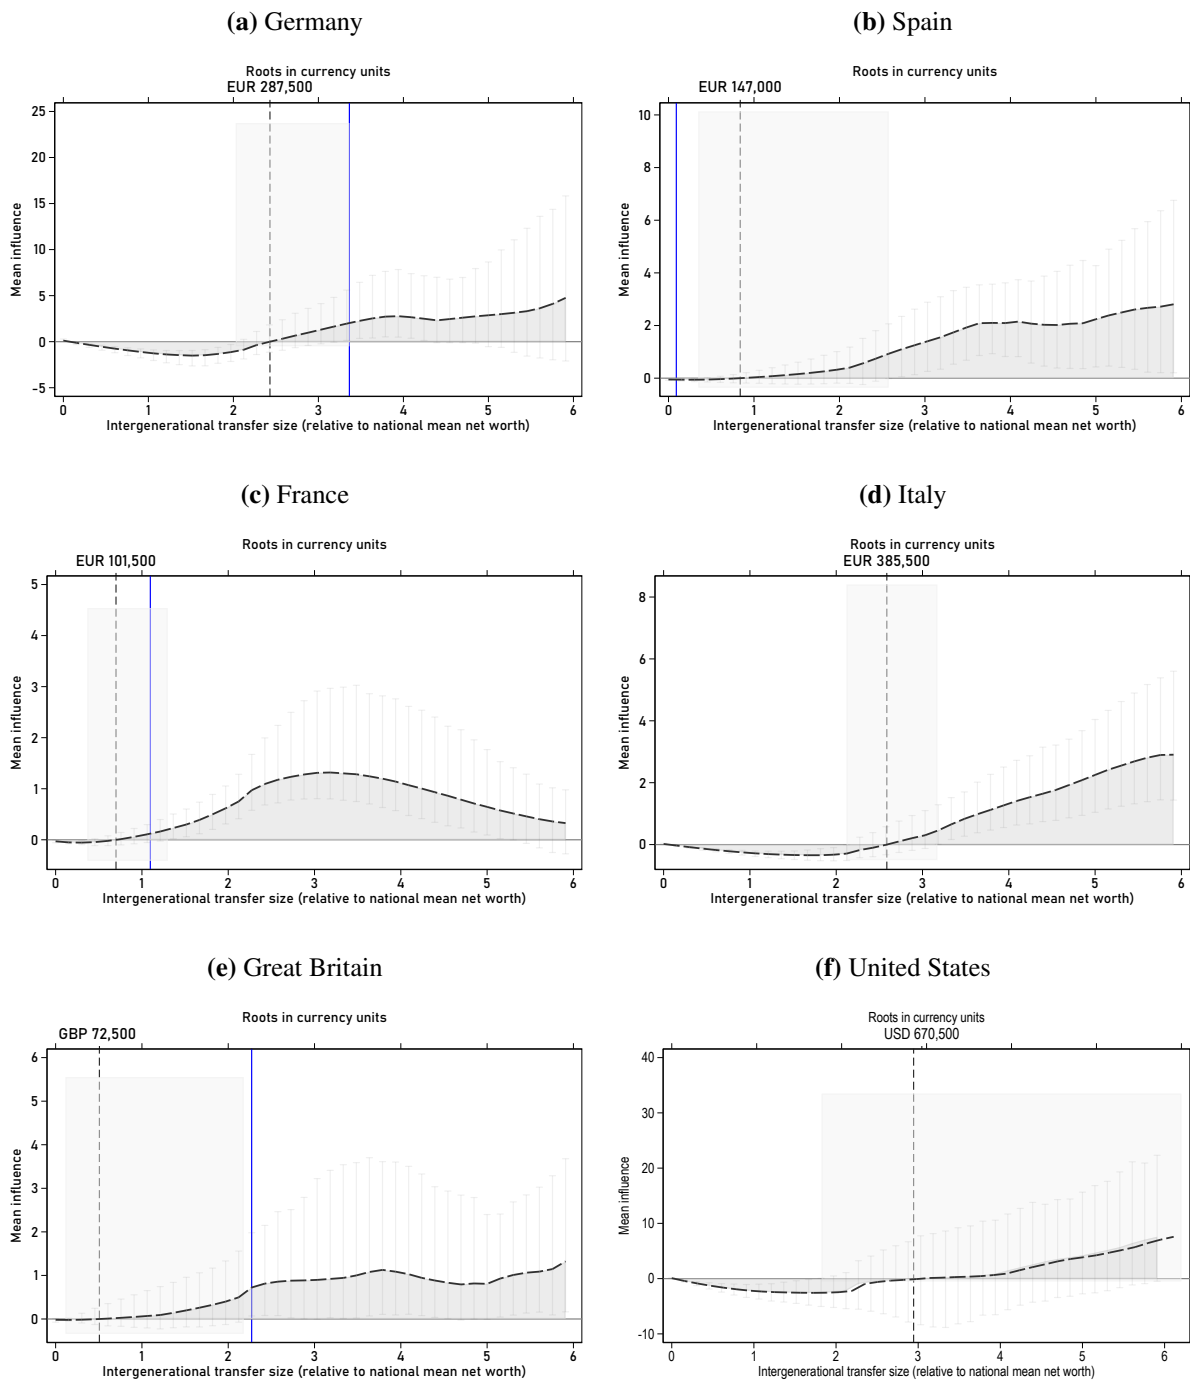 (a) Germany
Roots in currency units
EUR 287,500
25
20
15
10
5
0
-5
Mean influence
0 1 2 3 4 5 6
Intergenerational transfer size (relative to national mean net worth)
(b) Spain
Roots in currency units
EUR 147,000
10
8
6
4
2
0
Mean influence
0 1 2 3 4 5 6
Intergenerational transfer size (relative to national mean net worth)
(c) France
Roots in currency units
EUR 101,500
5
4
3
2
1
0
Mean influence
0 1 2 3 4 5 6
Intergenerational transfer size (relative to national mean net worth)
(d) Italy
Roots in currency units
EUR 385,500
8
6
4
2
0
Mean influence
0 1 2 3 4 5 6
Intergenerational transfer size (relative to national mean net worth)
(e) Great Britain
Roots in currency units
GBP 72,500
6
5
4
3
2
1
0
Mean influence
0 1 2 3 4 5 6
Intergenerational transfer size (relative to national mean net worth)
(f) United States
Roots in currency units
USD 670,500
40
30
20
10
0
-10
Mean influence
0 1 2 3 4 5 6
Intergenerational transfer size (relative to national mean net worth)